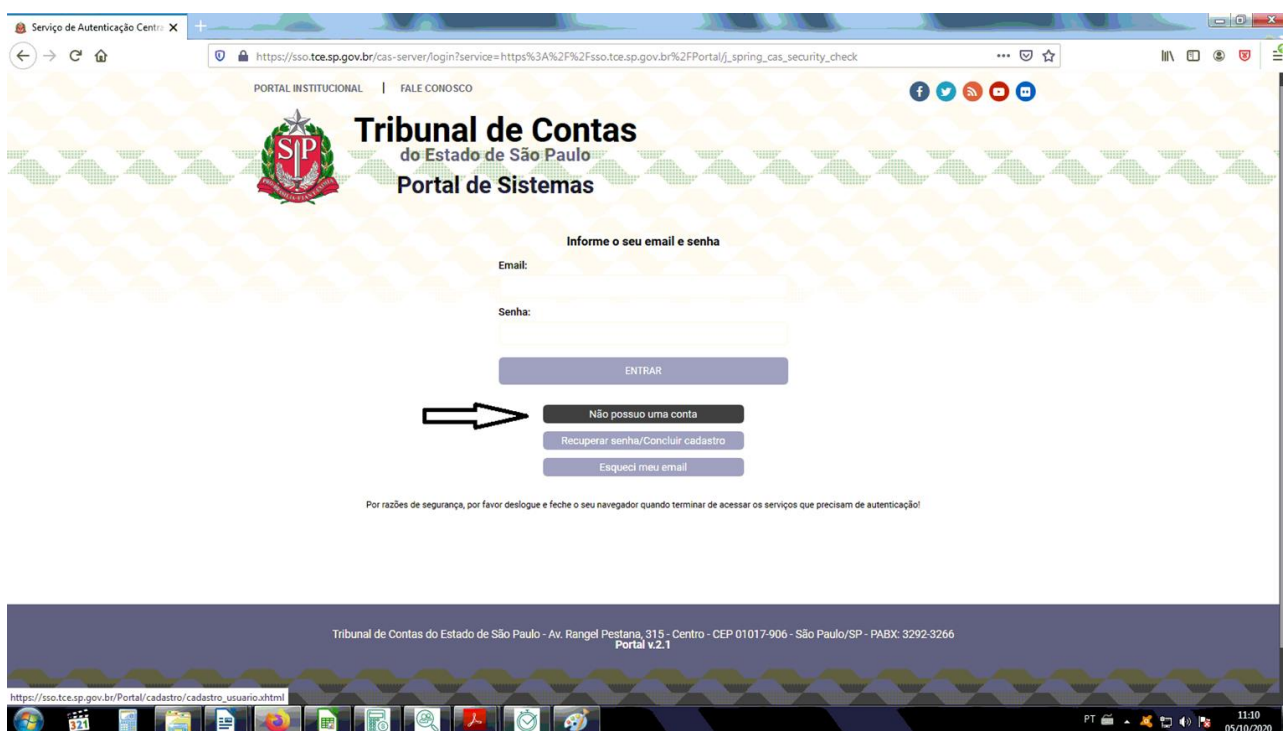 Serviço de Autenticação Centra
https://sso.tce.sp.gov.br/cas-server/login?service=https%3A%2F%2Fsso.tce.sp.gov.br%2FPortal/j_spring_cas_security_check
PORTAL INSTITUCIONAL | FALE CONOSCO
SP
Tribunal de Contas
do Estado de São Paulo
Portal de Sistemas
Informe o seu email e senha
Email:
Senha:
ENTRAR
Não possuo uma conta
Recuperar senha/Concluir cadastro
Esqueci meu email
Por razões de segurança, por favor deslogue e feche o seu navegador quando terminar de acessar os serviços que precisam de autenticação!
Tribunal de Contas do Estado de São Paulo - Av. Rangel Pestana, 315 - Centro - CEP 01017-906 - São Paulo/SP - PABX: 3292-3266
Portal v.2.1
https://sso.tce.sp.gov.br/Portal/cadastro/cadastro_usuario.xhtml
321
PT
11:10
05/10/2020